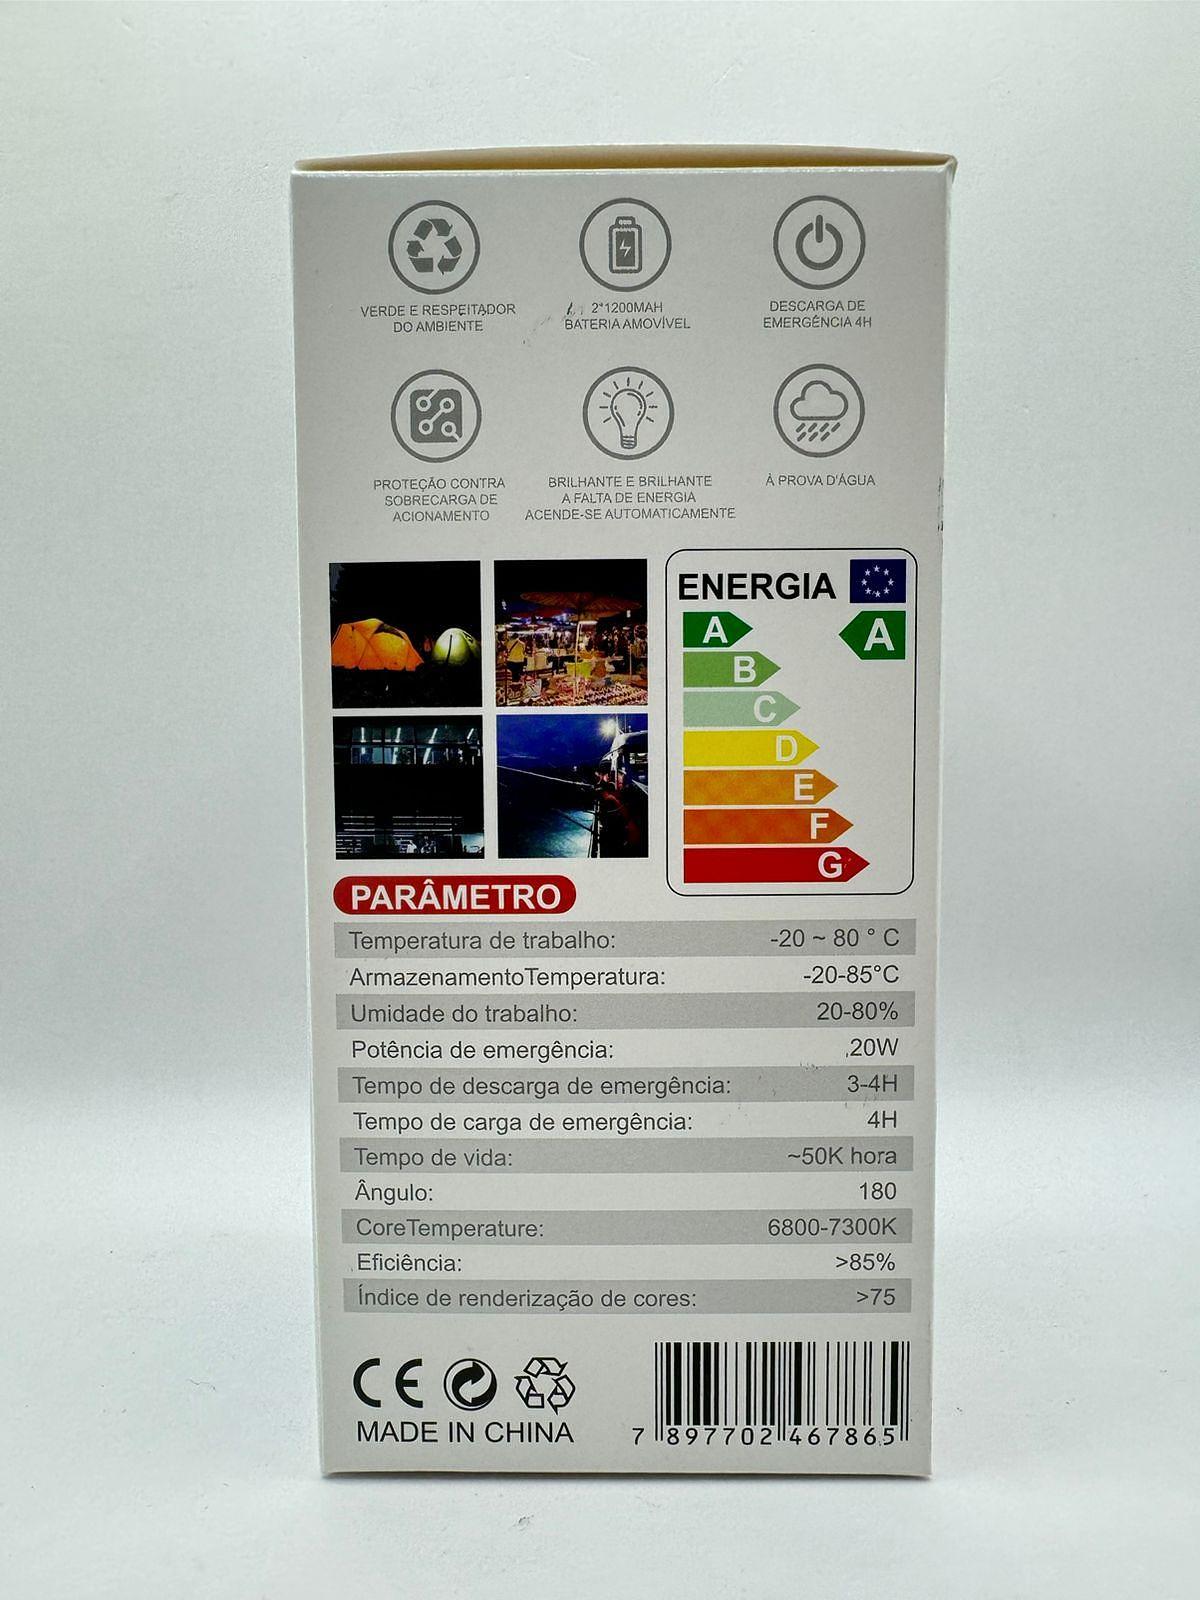 VERDE E RESPEITADOR
DO AMBIENTE
2*1200MAH
BATERIA AMOVÍVEL
DESCARGA DE
EMERGÊNCIA 4H
PROTEÇÃO CONTRA
SOBRECARGA DE
ACIONAMENTO
BRILHANTE E BRILHANTE
A FALTA DE ENERGIA
ACENDE-SE AUTOMATICAMENTE
À PROVA D'ÁGUA
ENERGIA
A A
B
C
D
E
F
G
PARÂMETRO
Temperatura de trabalho: -20 ~ 80 ° C
ArmazenamentoTemperatura: -20-85°C
Umidade do trabalho: 20-80%
Potência de emergência: 20W
Tempo de descarga de emergência: 3-4H
Tempo de carga de emergência: 4H
Tempo de vida: ~50K hora
Ângulo: 180
CoreTemperature: 6800-7300K
Eficiência: >85%
Índice de renderização de cores: >75
CE
MADE IN CHINA
7 897702 467865